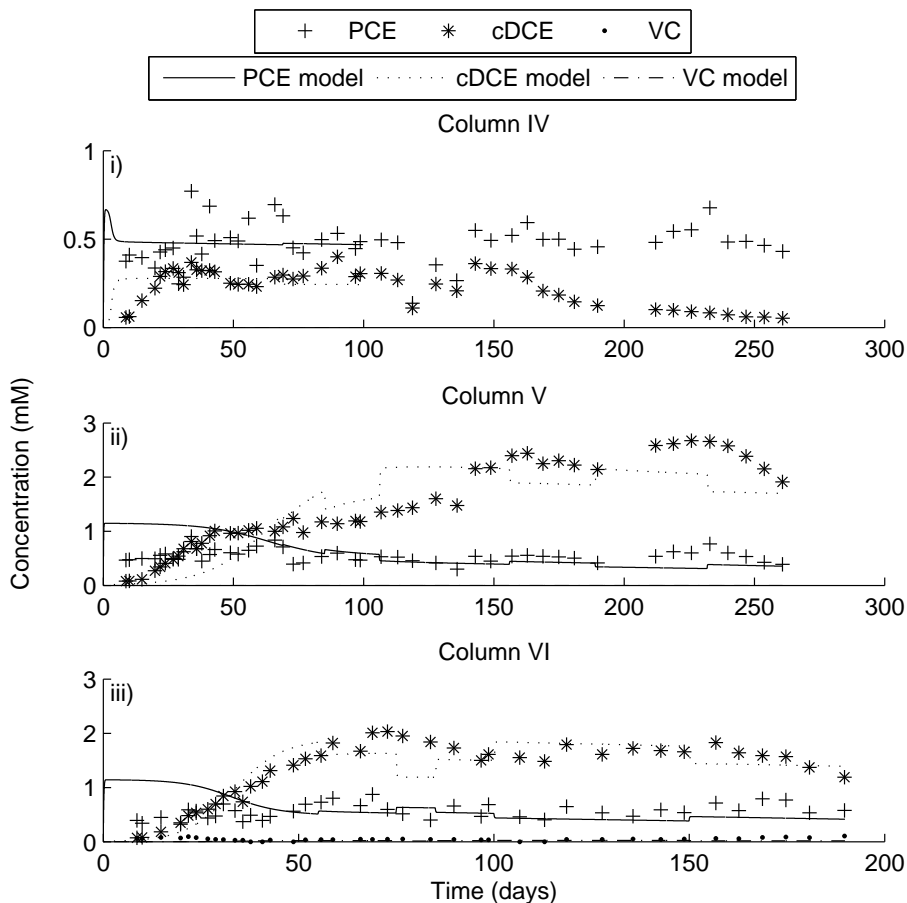 PCE cDCE VC
PCE model cDCE model VC model
Column IV
i)
1
0.5
0
0 50 100 150 200 250 300
Column V
ii)
3
2
1
0
0 50 100 150 200 250 300
Concentration (mM)
Column VI
iii)
3
2
1
0
0 50 100 150 200
Time (days)